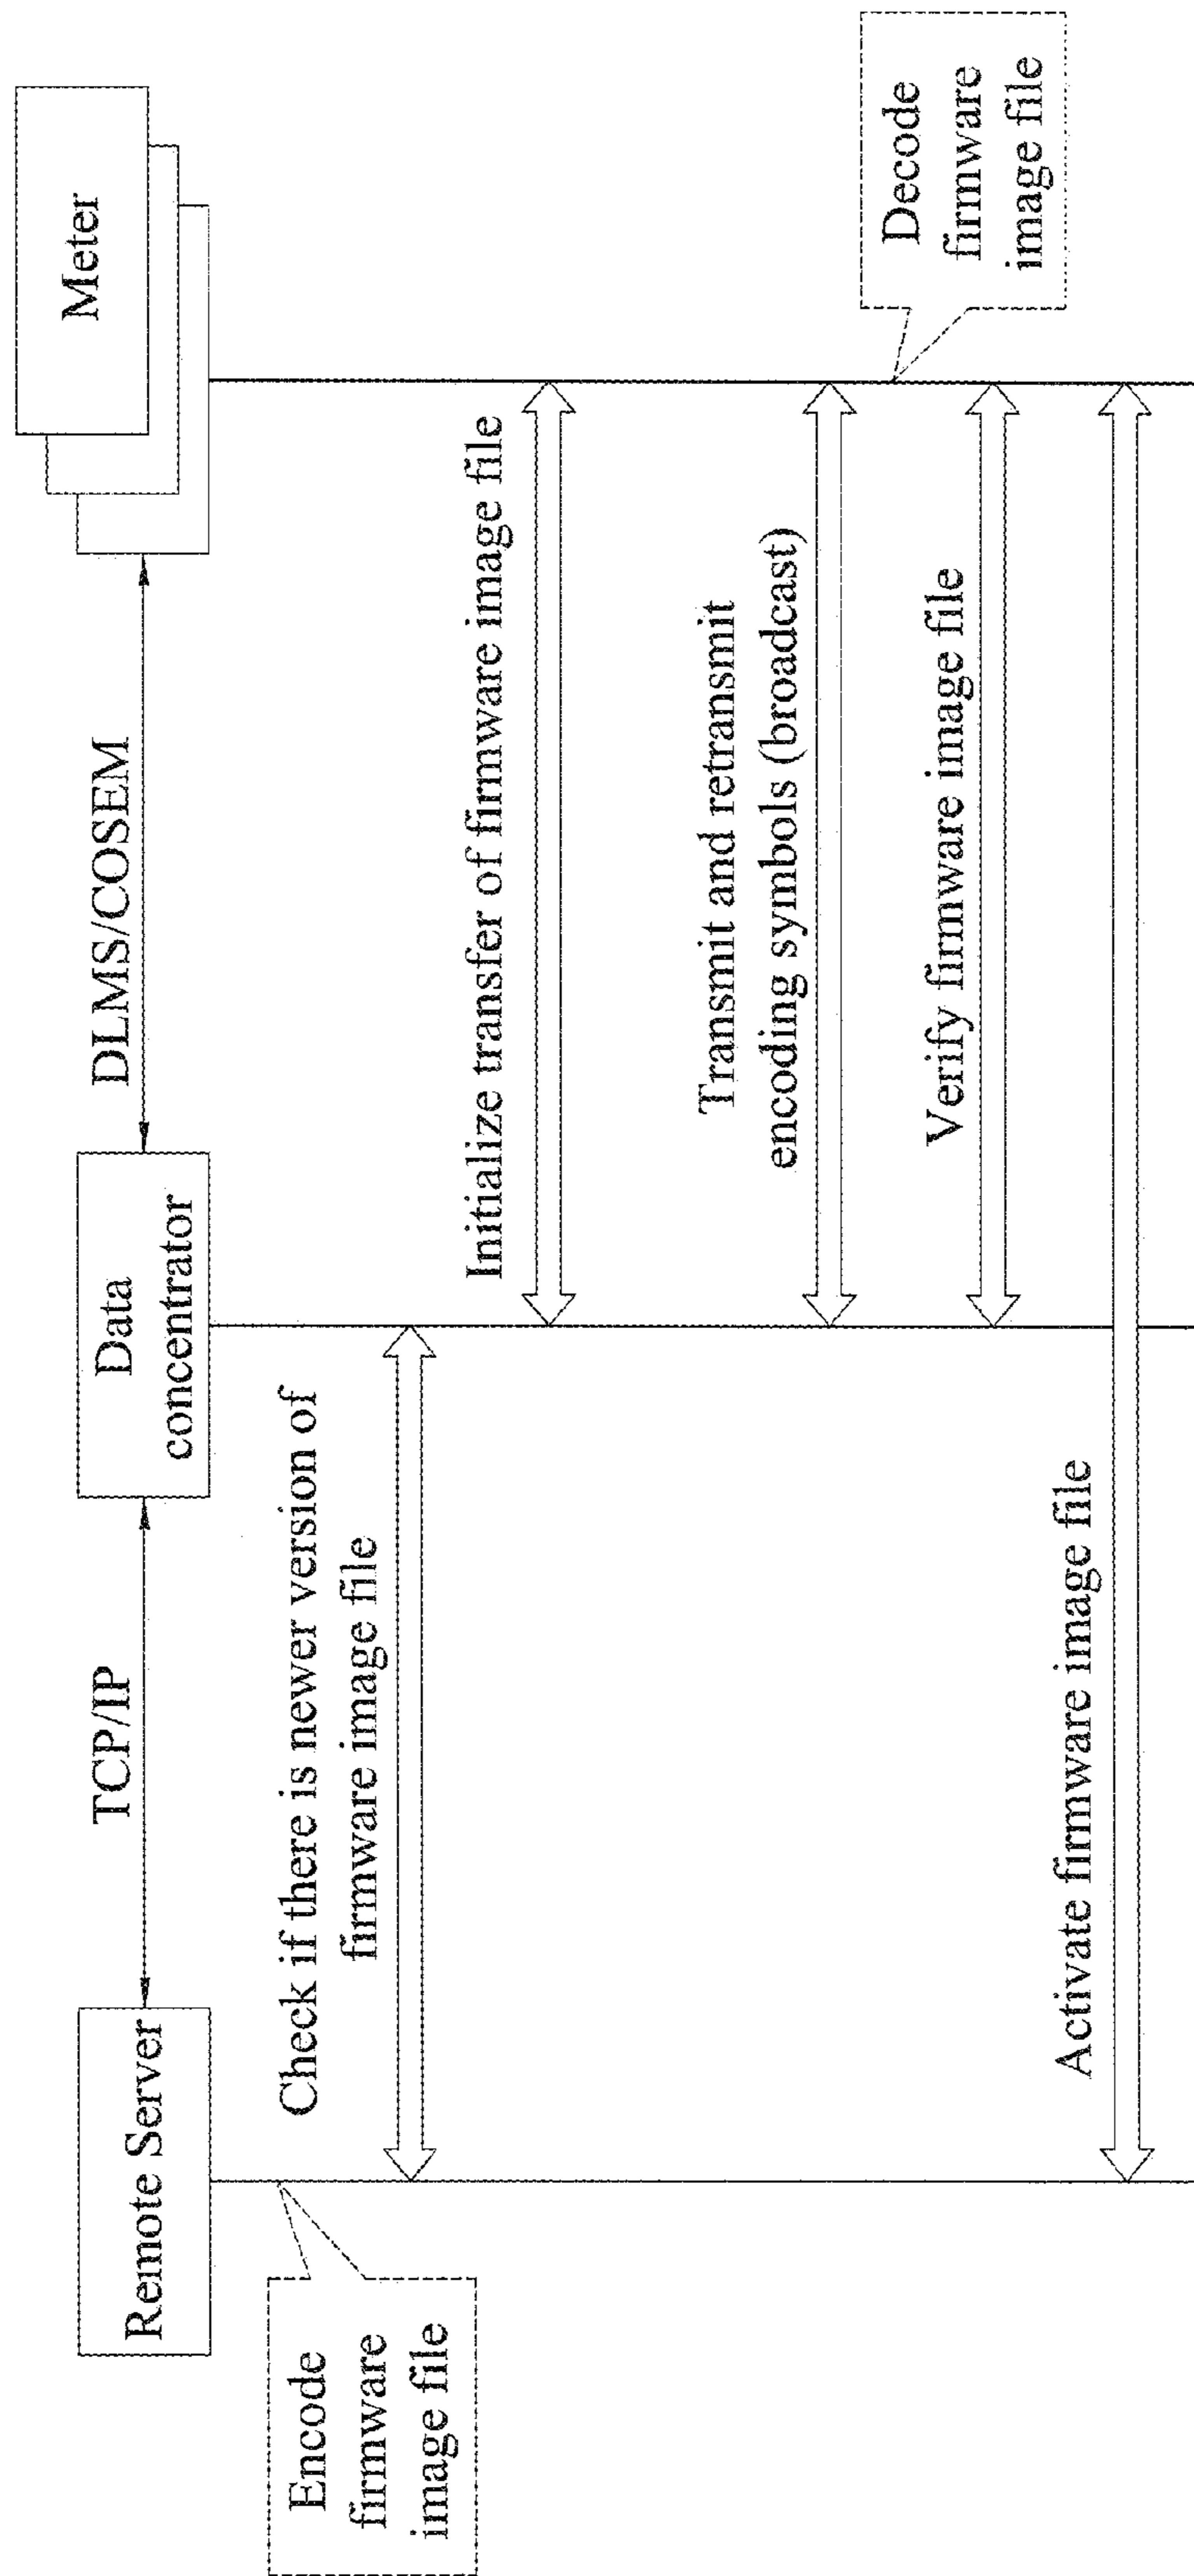 Remote Server
TCP/IP
Data
concentrator
DLMS/COSEM
Meter
Encode
firmware
image file
Check if there is newer version of
firmware image file
Initialize transfer of firmware image file
Transmit and retransmit
encoding symbols (broadcast)
Decode
firmware
image file
Verify firmware image file
Activate firmware image file